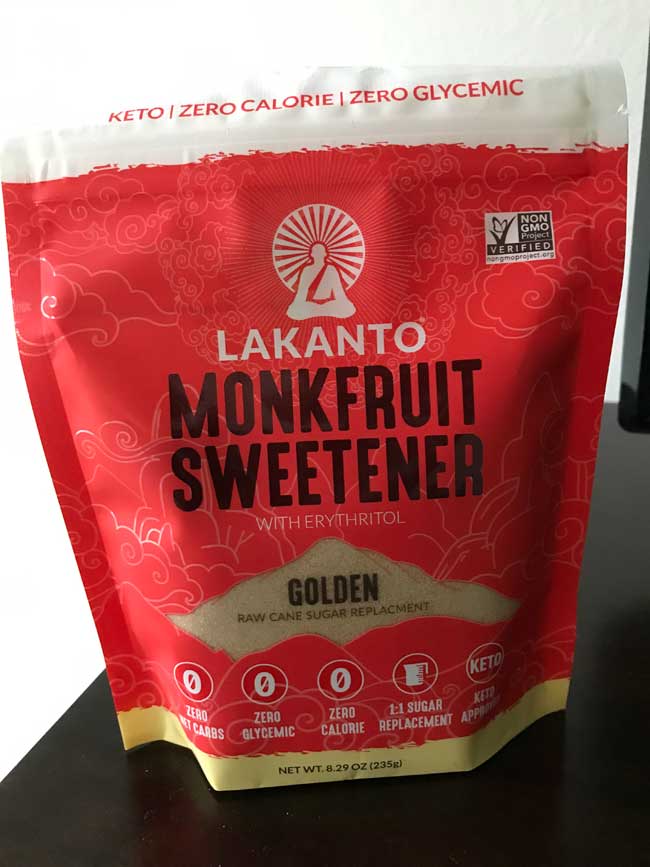 KETO | ZERO CALORIE | ZERO GLYCEMIC
NON
GMO
Project
VERIFIED
nongmoproject.org
LAKANTO®
MONKFRUIT
SWEETENER
WITH ERYTHRITOL
GOLDEN
RAW CANE SUGAR REPLACMENT
0
ZERO
NET CARBS
0
ZERO
GLYCEMIC
0
ZERO
CALORIE
1:1 SUGAR
REPLACEMENT
KETO
KETO
APPROVED
NET WT. 8.29 OZ (235g)